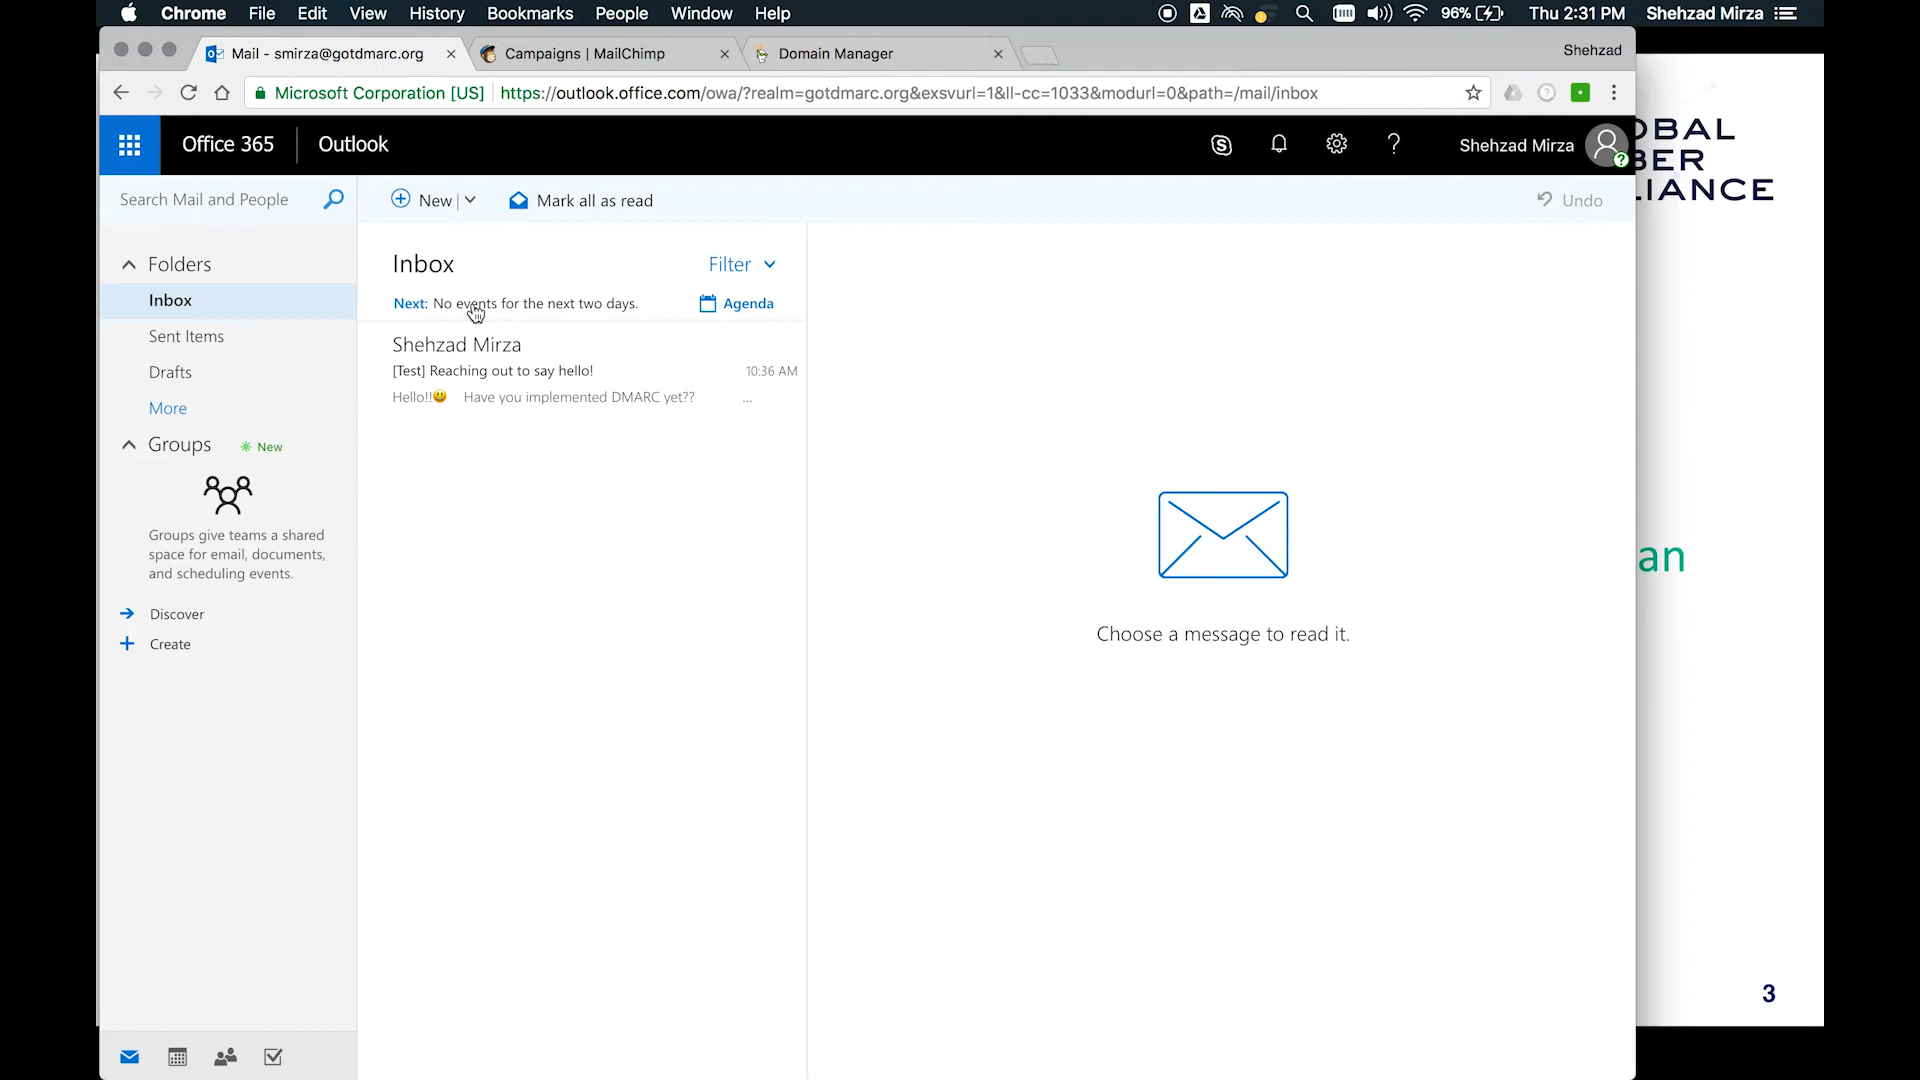 Chrome File Edit View History Bookmarks People Window Help 96% Thu 2:31 PM Shehzad Mirza
Mail - smirza@gotdmarc.org Campaigns | MailChimp Domain Manager Shehzad
Microsoft Corporation [US] https://outlook.office.com/owa/?realm=gotdmarc.org&exsvurl=1&ll-cc=1033&modurl=0&path=/mail/inbox
Office 365 Outlook Shehzad Mirza
Search Mail and People New Mark all as read Undo
Folders
Inbox
Sent Items
Drafts
More
Groups New
Groups give teams a shared
space for email, documents,
and scheduling events.
Discover
Create
Inbox Filter
Next: No events for the next two days. Agenda
Shehzad Mirza
[Test] Reaching out to say hello! 10:36 AM
Hello!!😃 Have you implemented DMARC yet?? ...
Choose a message to read it.
OBAL
BER
LIANCE
an
3